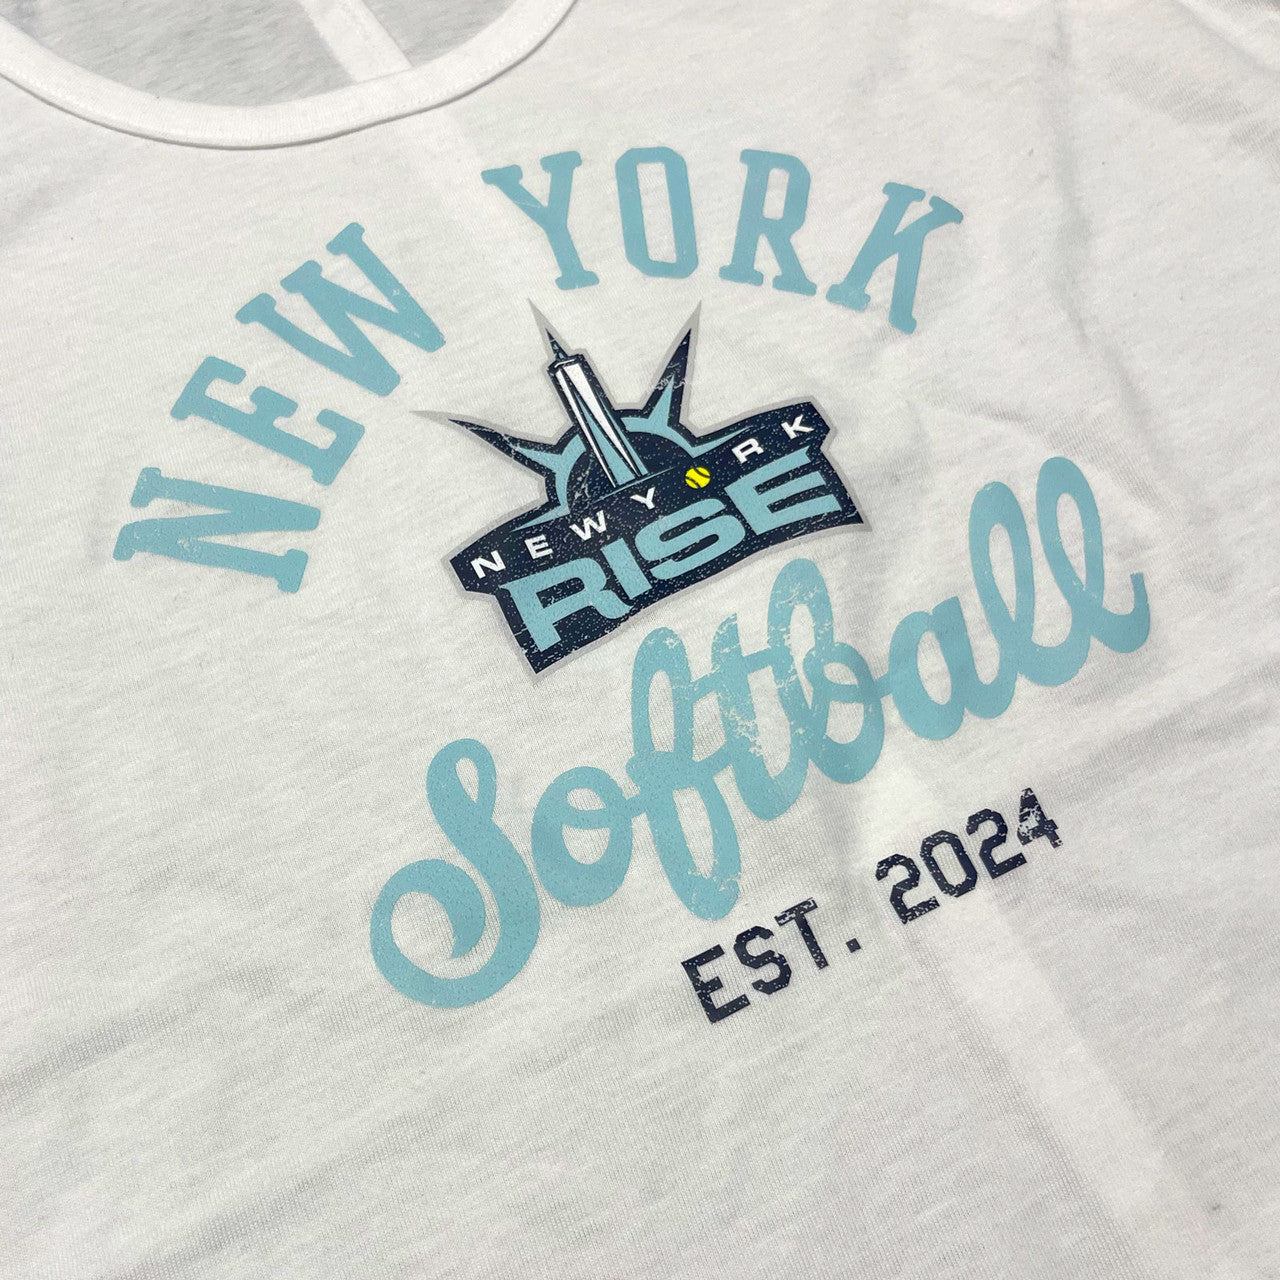 NEW YORK
NEW YORK
RISE
Softball
EST. 2024